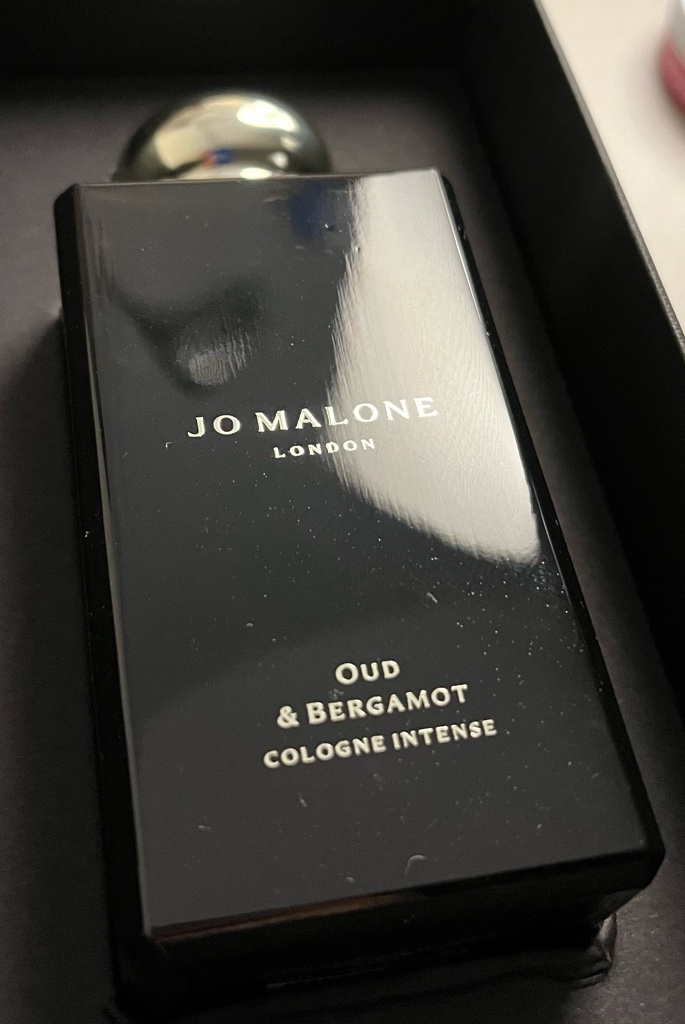 JO MALONE
LONDON
OUD
& BERGAMOT
COLOGNE INTENSE